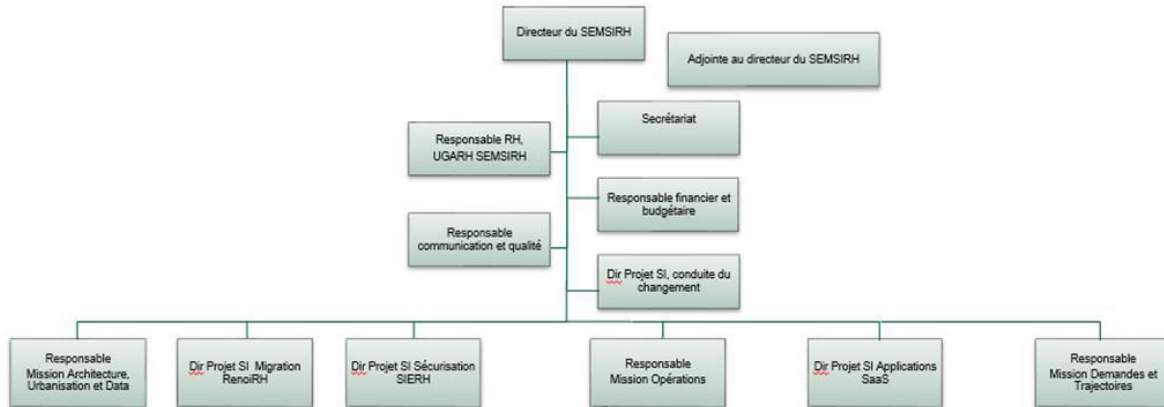 Directeur du SEMSIRH
Adjointe au directeur du SEMSIRH
Secrétariat
Responsable RH,
UGARH SEMSIRH
Responsable financier et
budgétaire
Responsable
communication et qualité
Dir Projet SI, conduite du
changement
Responsable
Mission Architecture,
Urbanisation et Data
Dir Projet SI Migration
RenoiRH
Dir Projet SI Sécurisation
SIERH
Responsable
Mission Opérations
Dir Projet SI Applications
SaaS
Responsable
Mission Demandes et
Trajectoires